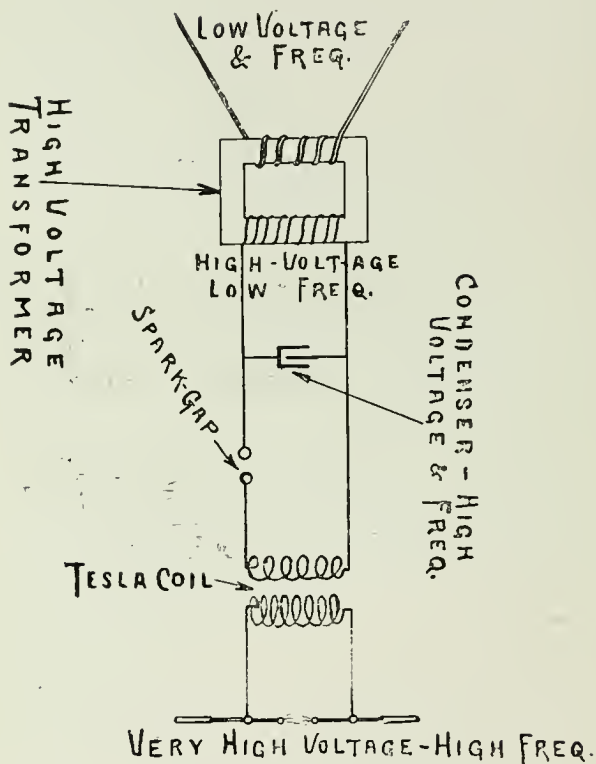 LOW VOLTAGE
& FREQ.
HIGH VOLTAGE
TRANSFORMER
HIGH-VOLTAGE
LOW FREQ.
CONDENSER-HIGH
VOLTAGE & FREQ.
SPARK-GAP
TESLA COIL
VERY HIGH VOLTAGE-HIGH FREQ.